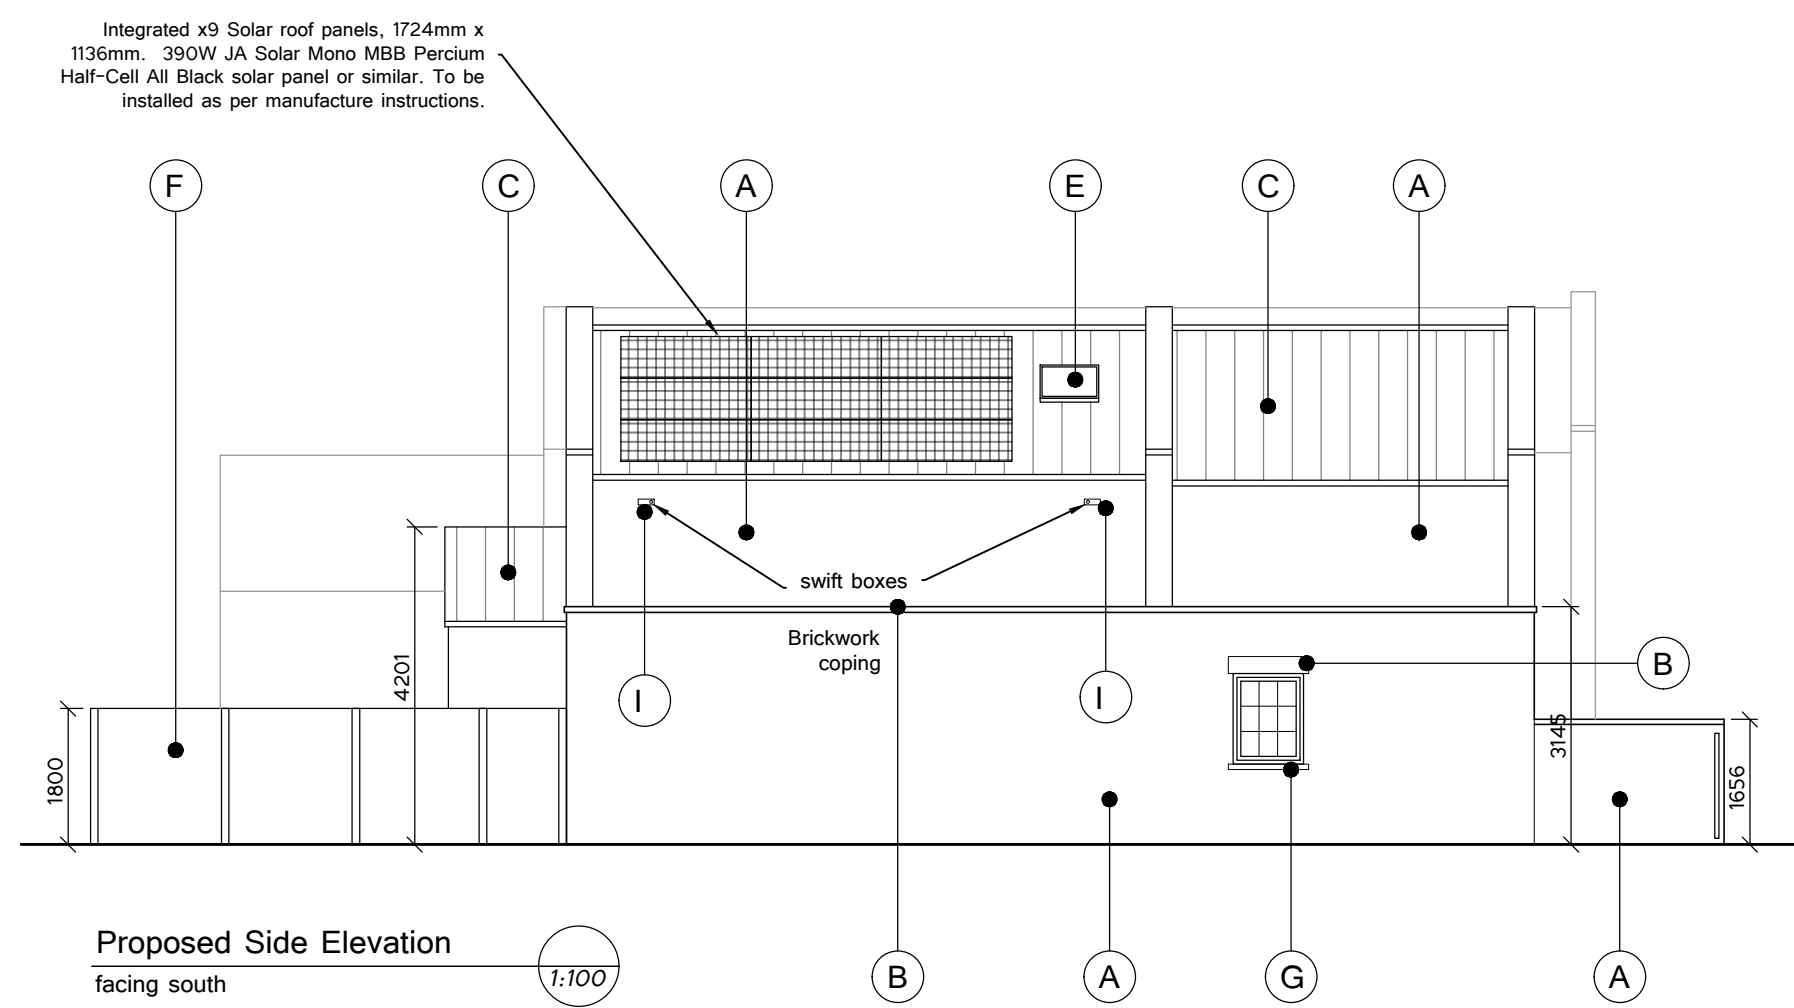 Integrated x9 Solar roof panels, 1724mm x
1136mm. 390W JA Solar Mono MBB Percium
Half-Cell All Black solar panel or similar. To be
installed as per manufacture instructions.
F
C
A
E
C
A
swift boxes
Brickwork
coping
4201
1800
I
I
B
3145
1656
Proposed Side Elevation
facing south
1:100
B
A
G
A